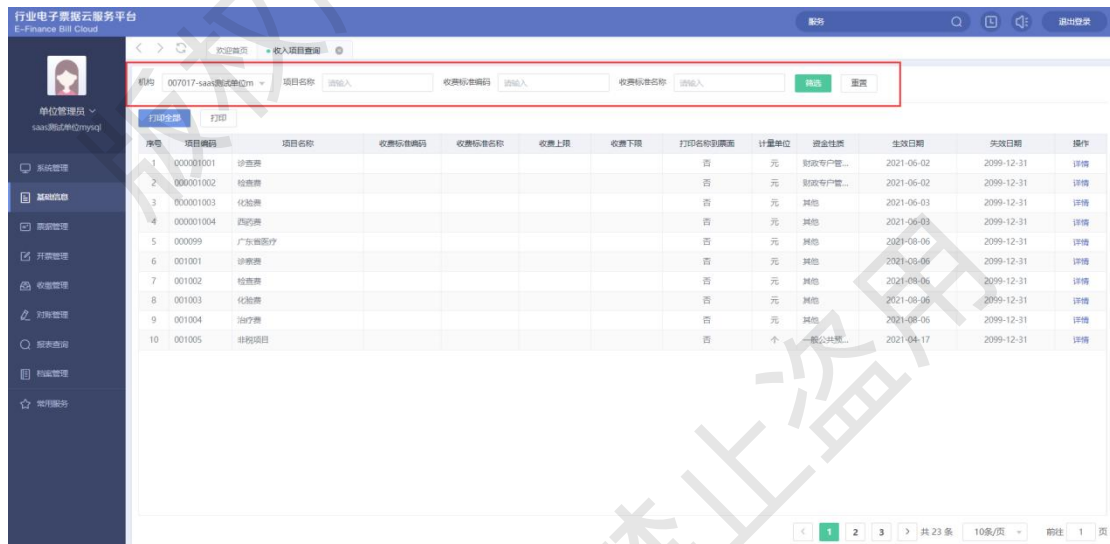 行业电子票据云服务平台
E-Finance Bill Cloud
服务
退出登录
欢迎首页 收入项目查询
单位管理员
saas测试单位mysql
系统管理
基础信息
票据管理
开票管理
收缴管理
对账管理
报表查询
档案管理
常用服务
机构 007017-saas测试单位m 项目名称 请输入 收费标准编码 请输入 收费标准名称 请输入 筛选 重置
打印全部 打印
序号 项目编码 项目名称 收费标准编码 收费标准名称 收费上限 收费下限 打印名称到票面 计量单位 资金性质 生效日期 失效日期 操作
1 000001001 诊查费 否 元 财政专户管... 2021-06-02 2099-12-31 详情
2 000001002 检查费 否 元 财政专户管... 2021-06-02 2099-12-31 详情
3 000001003 化验费 否 元 其他 2021-06-03 2099-12-31 详情
4 000001004 西药费 否 元 其他 2021-06-03 2099-12-31 详情
5 000099 广东省医疗 否 元 其他 2021-08-06 2099-12-31 详情
6 001001 诊察费 否 元 其他 2021-08-06 2099-12-31 详情
7 001002 检查费 否 元 其他 2021-08-06 2099-12-31 详情
8 001003 化验费 否 元 其他 2021-08-06 2099-12-31 详情
9 001004 治疗费 否 元 其他 2021-08-06 2099-12-31 详情
10 001005 非税项目 否 个 一般公共预... 2021-04-17 2099-12-31 详情
1 2 3 共 23 条 10条/页 前往 1 页
版权
禁止盗用